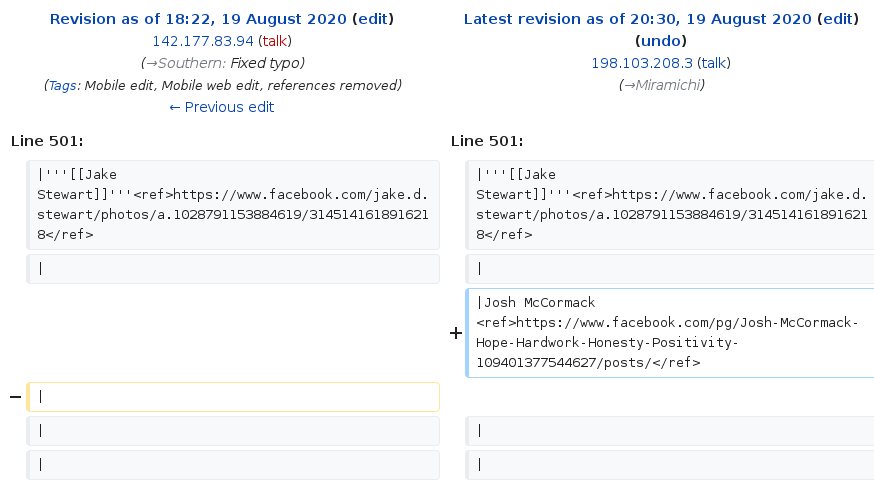 Revision as of 18:22, 19 August 2020 (edit)
142.177.83.94 (talk)
(→Southern: Fixed typo)
(Tags: Mobile edit, Mobile web edit, references removed)
← Previous edit
Latest revision as of 20:30, 19 August 2020 (edit)
(undo)
198.103.208.3 (talk)
(→Miramichi)
Line 501:
Line 501:
|'''[[Jake
Stewart]]'''<ref>https://www.facebook.com/jake.d.
stewart/photos/a.1028791153884619/314514161891621
8</ref>
|'''[[Jake
Stewart]]'''<ref>https://www.facebook.com/jake.d.
stewart/photos/a.1028791153884619/314514161891621
8</ref>
|
|
+
|Josh McCormack
<ref>https://www.facebook.com/pg/Josh-McCormack-
Hope-Hardwork-Honesty-Positivity-
109401377544627/posts/</ref>
−
|
|
|
|
|